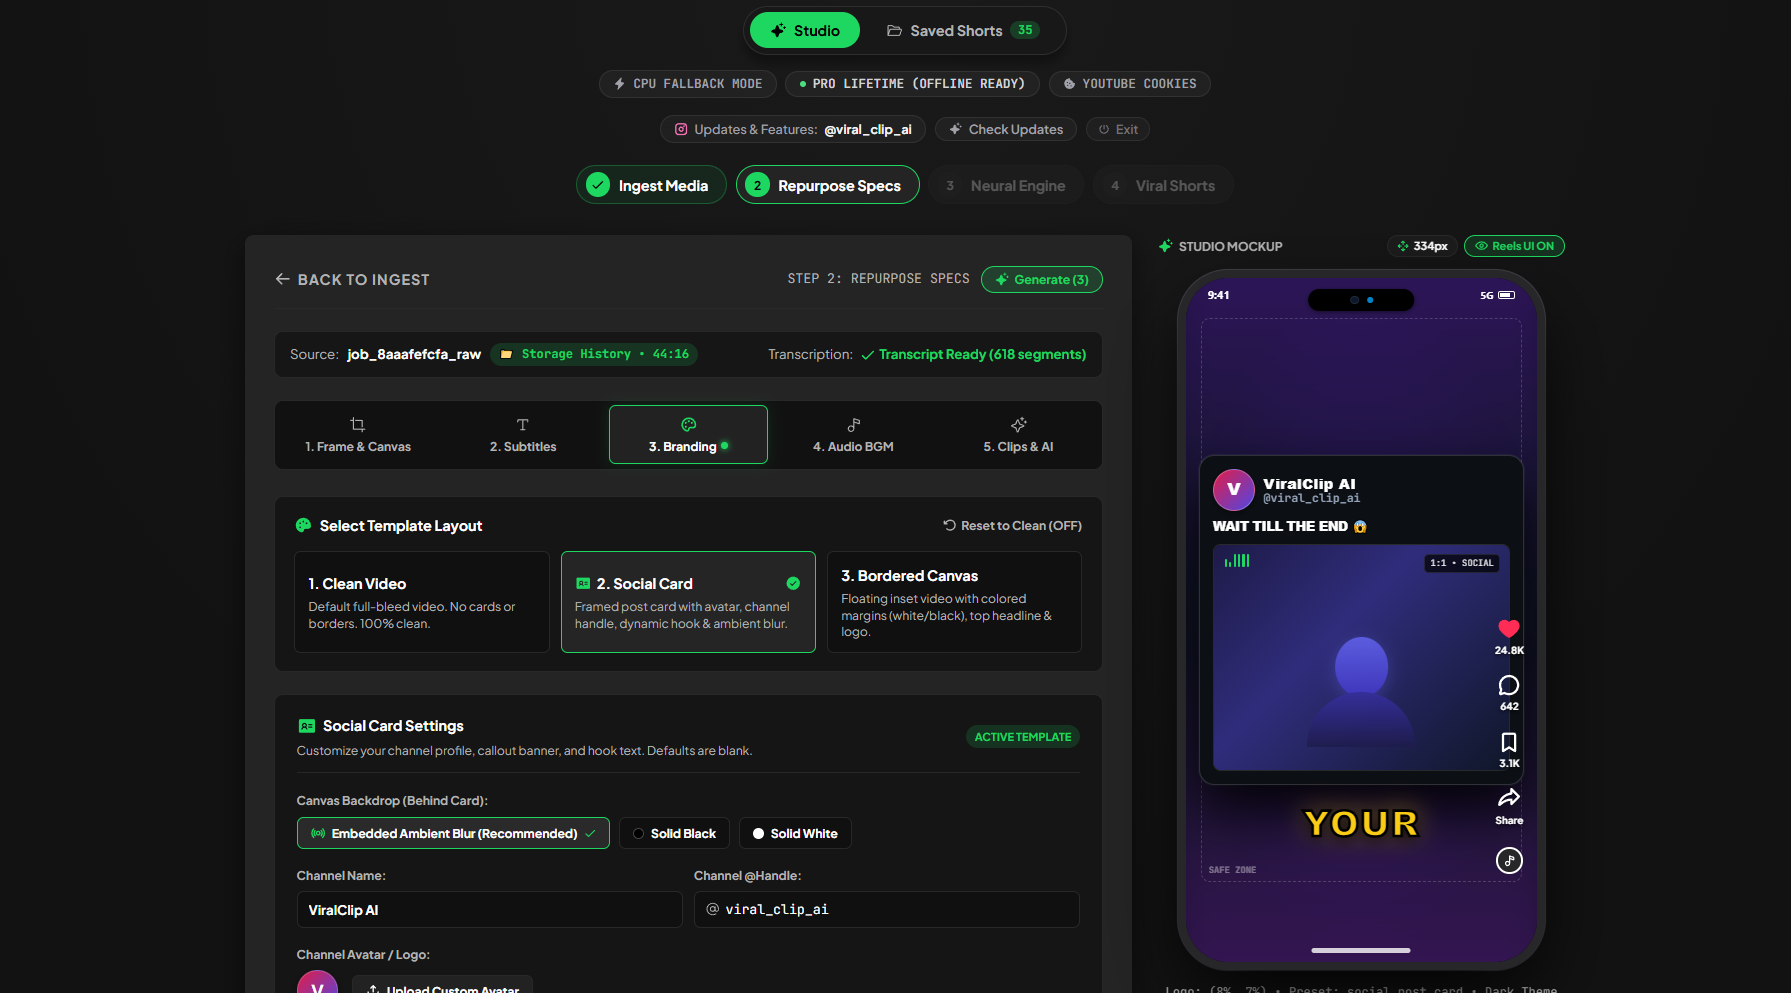 Studio
Saved Shorts 35
CPU FALLBACK MODE
PRO LIFETIME (OFFLINE READY)
YOUTUBE COOKIES
Updates & Features: @viral_clip_ai
Check Updates
Exit
Ingest Media
2 Repurpose Specs
3 Neural Engine
4 Viral Shorts
BACK TO INGEST
STEP 2: REPURPOSE SPECS
Generate (3)
Source: job_8aaafefcfa_raw
Storage History • 44:16
Transcription: Transcript Ready (618 segments)
1. Frame & Canvas
2. Subtitles
3. Branding
4. Audio BGM
5. Clips & AI
Select Template Layout
Reset to Clean (OFF)
1. Clean Video
Default full-bleed video. No cards or
borders. 100% clean.
2. Social Card
Framed post card with avatar, channel
handle, dynamic hook & ambient blur.
3. Bordered Canvas
Floating inset video with colored
margins (white/black), top headline &
logo.
Social Card Settings
Customize your channel profile, callout banner, and hook text. Defaults are blank.
ACTIVE TEMPLATE
Canvas Backdrop (Behind Card):
Embedded Ambient Blur (Recommended)
Solid Black
Solid White
Channel Name:
ViralClip AI
Channel @Handle:
@ viral_clip_ai
Channel Avatar / Logo:
V
Upload Custom Avatar
STUDIO MOCKUP
334px
Reels UI ON
9:41
5G
V
ViralClip AI
@viral_clip_ai
WAIT TILL THE END 😱
1:1 • SOCIAL
24.8K
642
3.1K
Share
YOUR
SAFE ZONE
Logo: (8%, 7%) • Preset: social_post_card • Dark Theme